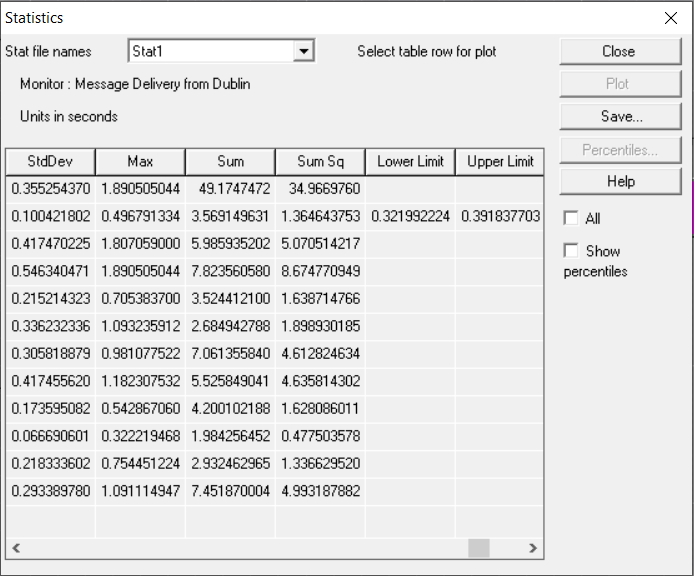 Statistics
Stat file names Stat1 Select table row for plot Close
Monitor : Message Delivery from Dublin Plot
Units in seconds Save...
Percentiles...
Help
All
Show
percentiles
StdDev Max Sum Sum Sq Lower Limit Upper Limit
0.355254370 1.890505044 49.1747472 34.9669760
0.100421802 0.496791334 3.569149631 1.364643753 0.321992224 0.391837703
0.417470225 1.807059000 5.985935202 5.070514217
0.546340471 1.890505044 7.823560580 8.674770949
0.215214323 0.705383700 3.524412100 1.638714766
0.336232336 1.093235912 2.684942788 1.898930185
0.305818879 0.981077522 7.061355840 4.612824634
0.417455620 1.182307532 5.525849041 4.635814302
0.173595082 0.542867060 4.200102188 1.628086011
0.066690601 0.322219468 1.984256452 0.477503578
0.218333602 0.754451224 2.932462965 1.336629520
0.293389780 1.091114947 7.451870004 4.993187882